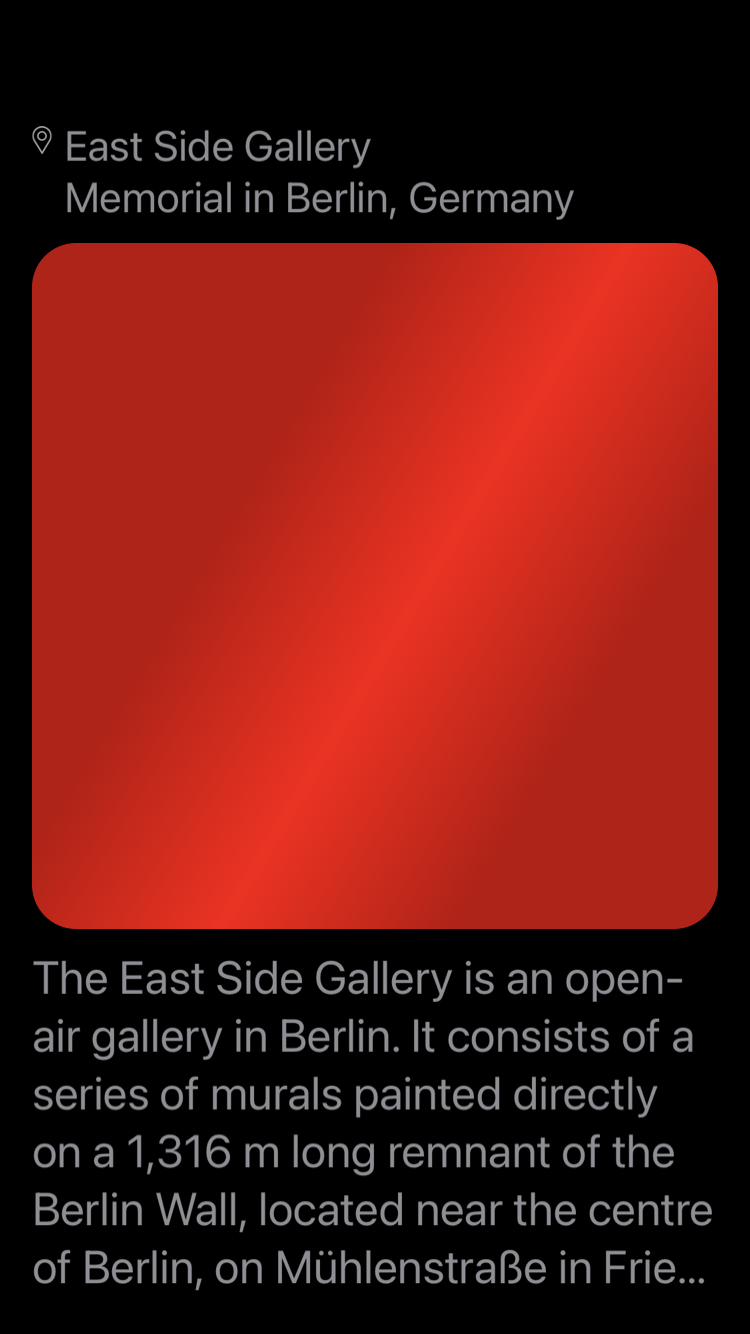 East Side Gallery
Memorial in Berlin, Germany
The East Side Gallery is an open-
air gallery in Berlin. It consists of a
series of murals painted directly
on a 1,316 m long remnant of the
Berlin Wall, located near the centre
of Berlin, on Mühlenstraße in Frie...